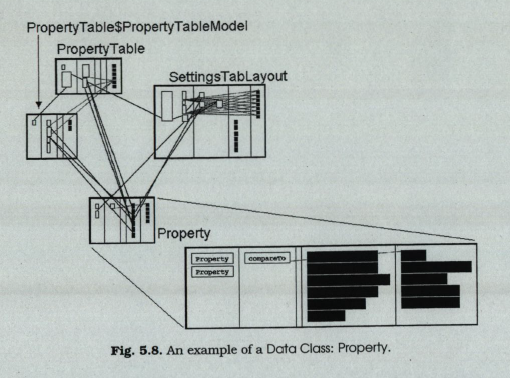 PropertyTable$PropertyTableModel
PropertyTable
SettingsTabLayout
Property
Property
compareTo
Property
Fig. 5.8. An example of a Data Class: Property.